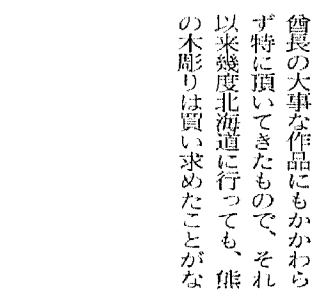 酋長の大事な作品にもかかわら
ず特に頂いてきたもので、それ
以来幾度北海道に行っても、熊
の木彫りは買い求めたことがな